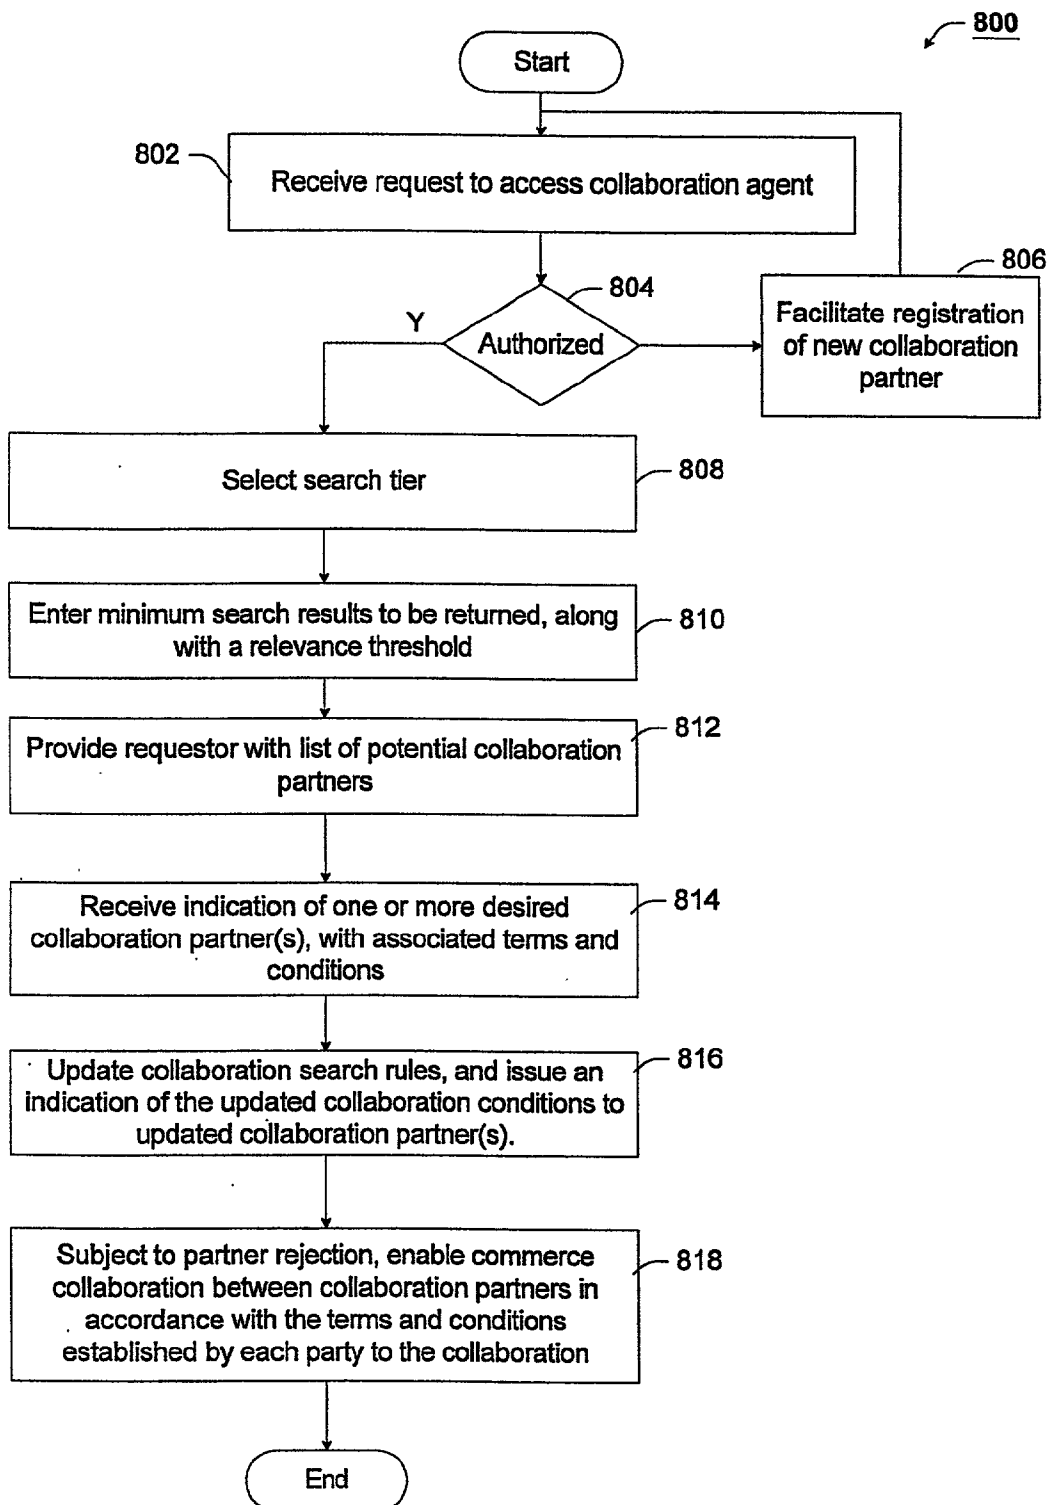 800
Start
802
Receive request to access collaboration agent
804
Y
Authorized
806
Facilitate registration
of new collaboration
partner
Select search tier
808
Enter minimum search results to be returned, along
with a relevance threshold
810
Provide requestor with list of potential collaboration
partners
812
Receive indication of one or more desired
collaboration partner(s), with associated terms and
conditions
814
Update collaboration search rules, and issue an
indication of the updated collaboration conditions to
updated collaboration partner(s).
816
Subject to partner rejection, enable commerce
collaboration between collaboration partners in
accordance with the terms and conditions
established by each party to the collaboration
818
End